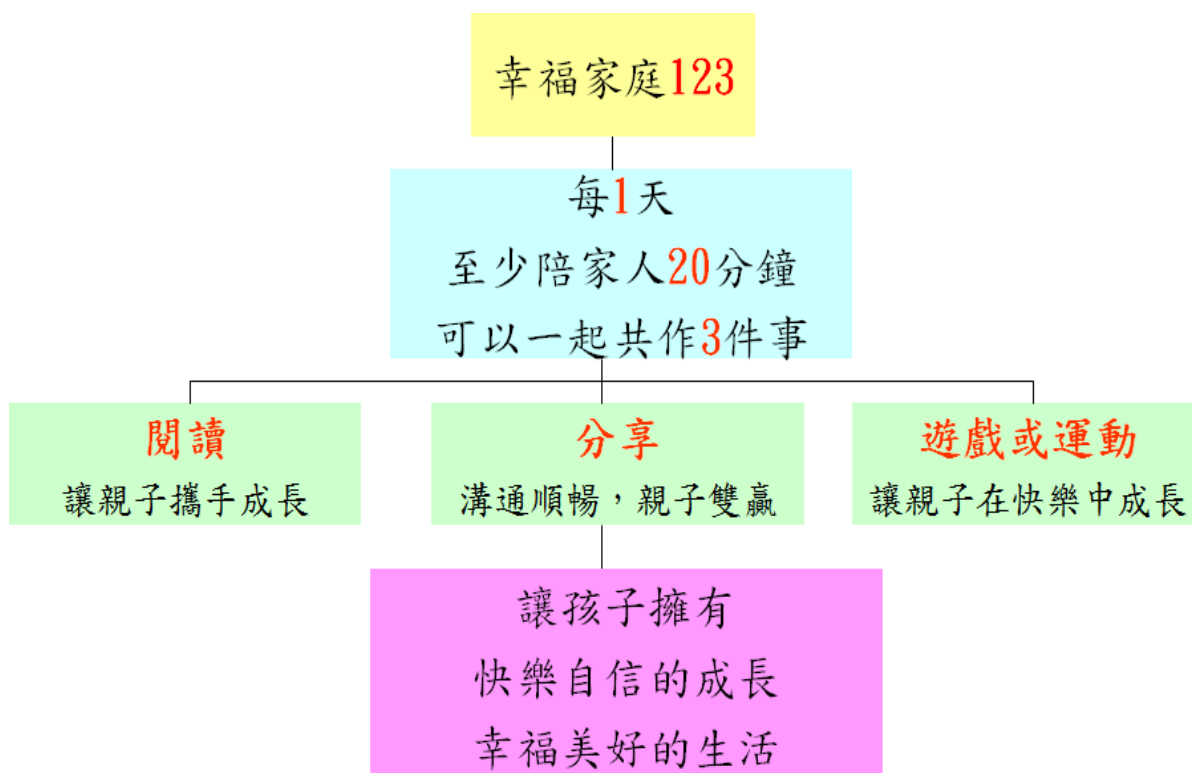 幸福家庭123
每1天
至少陪家人20分鐘
可以一起共作3件事
閱讀
讓親子攜手成長
分享
溝通順暢，親子雙贏
遊戲或運動
讓親子在快樂中成長
讓孩子擁有
快樂自信的成長
幸福美好的生活